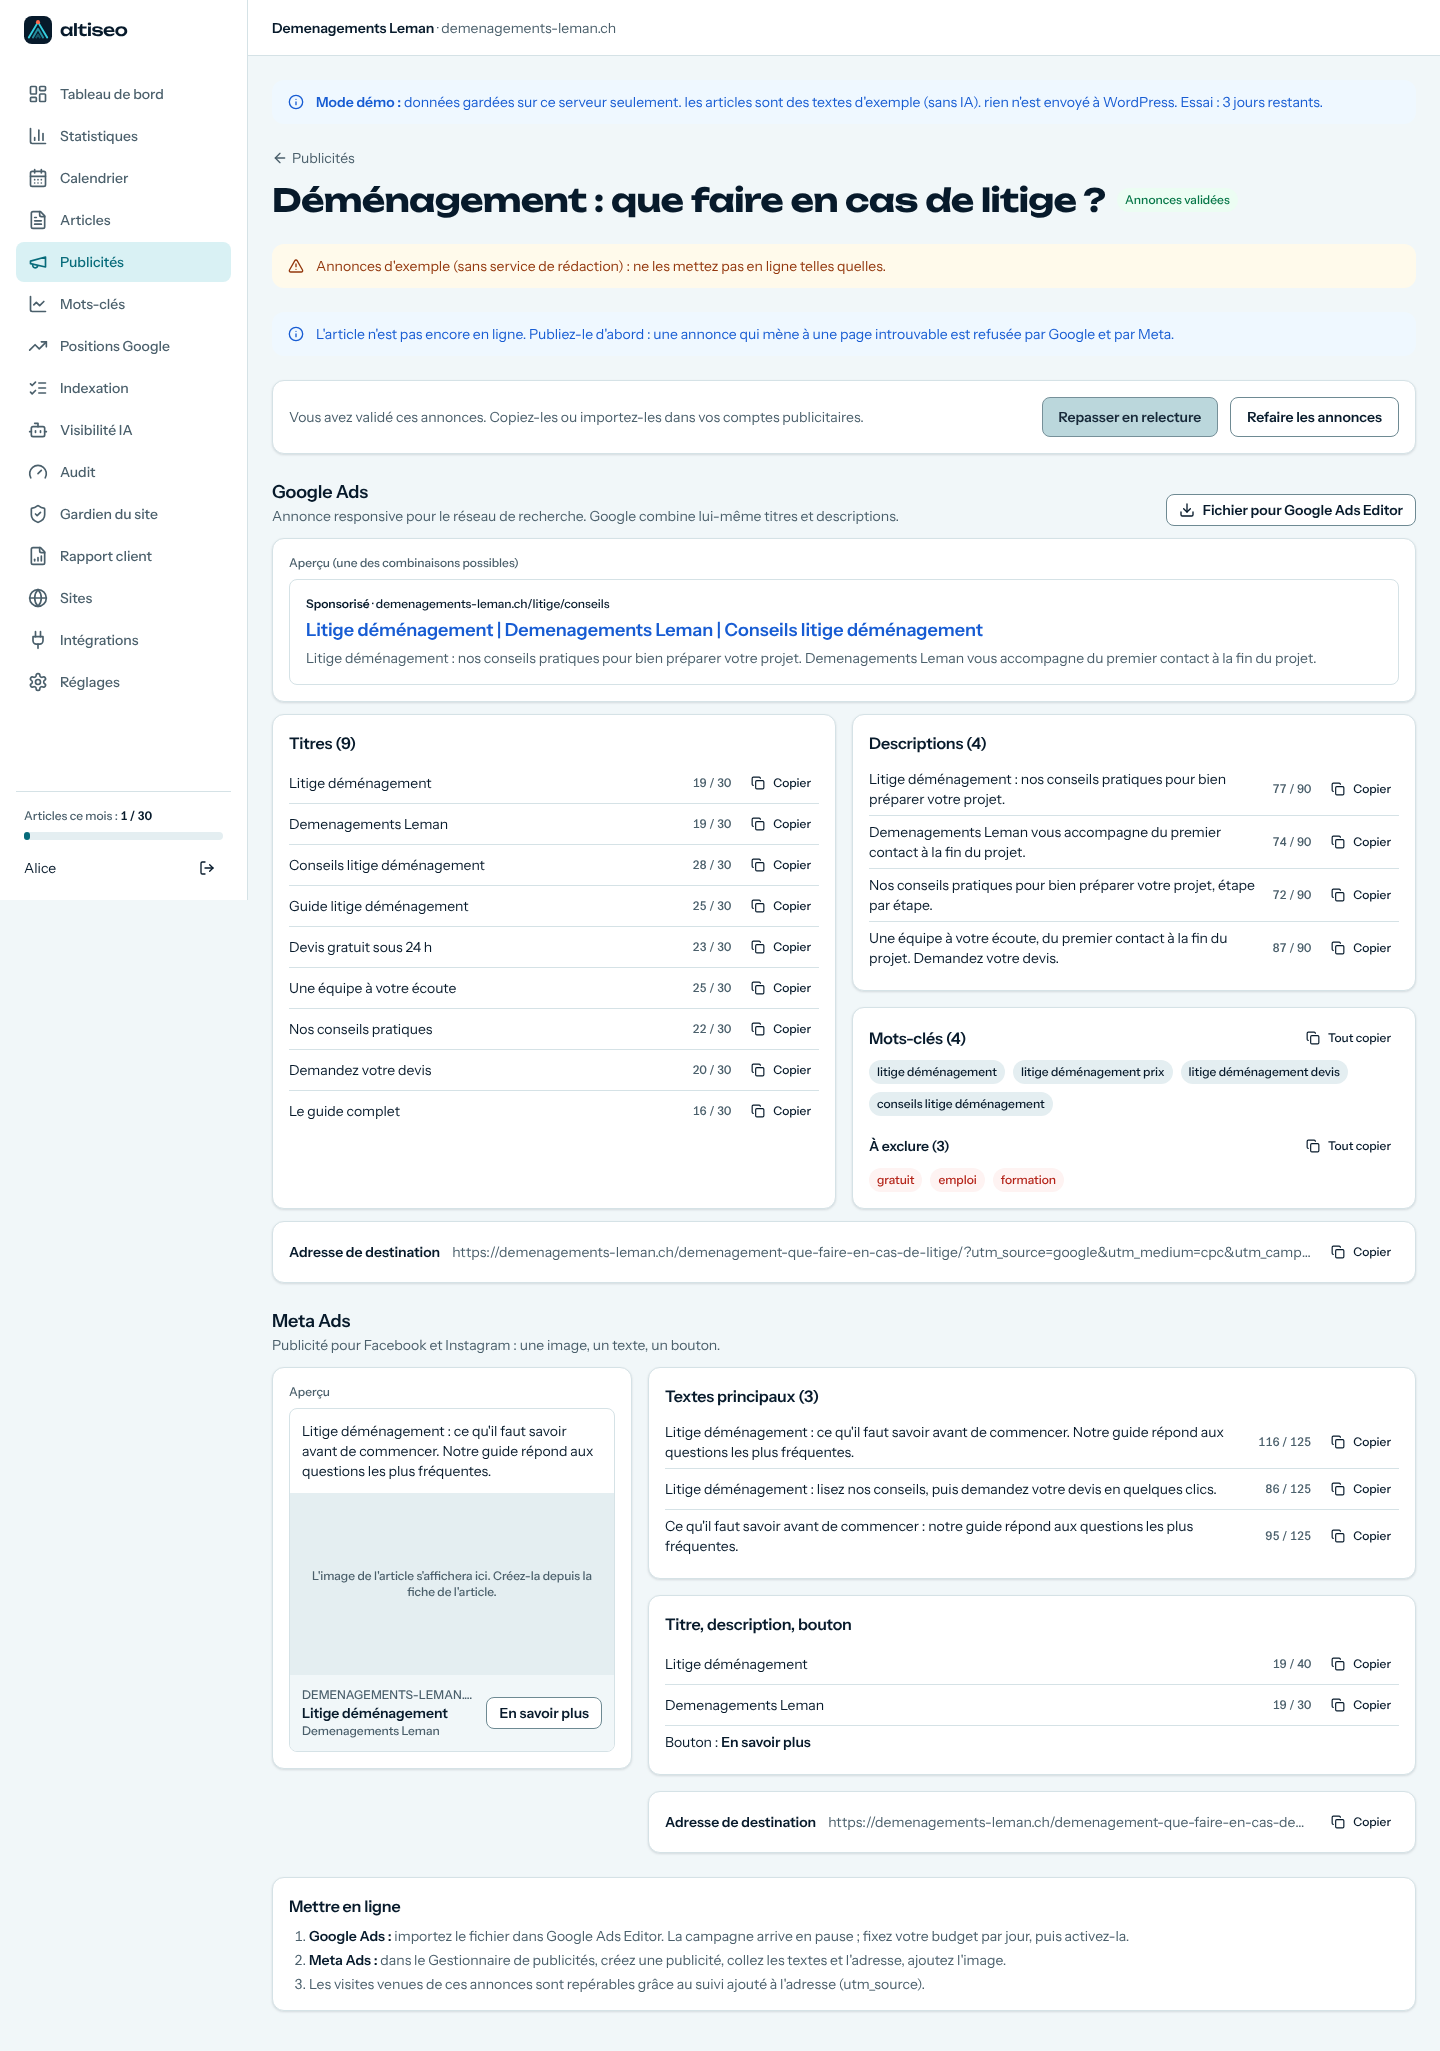 altiseo
Tableau de bord
Statistiques
Calendrier
Articles
Publicités
Mots-clés
Positions Google
Indexation
Visibilité IA
Audit
Gardien du site
Rapport client
Sites
Intégrations
Réglages
Articles ce mois : 1 / 30
Alice
Demenagements Leman · demenagements-leman.ch
Mode démo : données gardées sur ce serveur seulement. les articles sont des textes d'exemple (sans IA). rien n'est envoyé à WordPress. Essai : 3 jours restants.
Publicités
Déménagement : que faire en cas de litige ? Annonces validées
Annonces d'exemple (sans service de rédaction) : ne les mettez pas en ligne telles quelles.
L'article n'est pas encore en ligne. Publiez-le d'abord : une annonce qui mène à une page introuvable est refusée par Google et par Meta.
Vous avez validé ces annonces. Copiez-les ou importez-les dans vos comptes publicitaires. Repasser en relecture Refaire les annonces
Google Ads
Annonce responsive pour le réseau de recherche. Google combine lui-même titres et descriptions. Fichier pour Google Ads Editor
Aperçu (une des combinaisons possibles)
Sponsorisé · demenagements-leman.ch/litige/conseils
Litige déménagement | Demenagements Leman | Conseils litige déménagement
Litige déménagement : nos conseils pratiques pour bien préparer votre projet. Demenagements Leman vous accompagne du premier contact à la fin du projet.
Titres (9)
Litige déménagement 19 / 30 Copier
Demenagements Leman 19 / 30 Copier
Conseils litige déménagement 28 / 30 Copier
Guide litige déménagement 25 / 30 Copier
Devis gratuit sous 24 h 23 / 30 Copier
Une équipe à votre écoute 25 / 30 Copier
Nos conseils pratiques 22 / 30 Copier
Demandez votre devis 20 / 30 Copier
Le guide complet 16 / 30 Copier
Descriptions (4)
Litige déménagement : nos conseils pratiques pour bien
préparer votre projet. 77 / 90 Copier
Demenagements Leman vous accompagne du premier
contact à la fin du projet. 74 / 90 Copier
Nos conseils pratiques pour bien préparer votre projet, étape
par étape. 72 / 90 Copier
Une équipe à votre écoute, du premier contact à la fin du
projet. Demandez votre devis. 87 / 90 Copier
Mots-clés (4) Tout copier
litige déménagement litige déménagement prix litige déménagement devis
conseils litige déménagement
À exclure (3) Tout copier
gratuit emploi formation
Adresse de destination https://demenagements-leman.ch/demenagement-que-faire-en-cas-de-litige/?utm_source=google&utm_medium=cpc&utm_camp... Copier
Meta Ads
Publicité pour Facebook et Instagram : une image, un texte, un bouton.
Aperçu
Litige déménagement : ce qu'il faut savoir
avant de commencer. Notre guide répond aux
questions les plus fréquentes.
L'image de l'article s'affichera ici. Créez-la depuis la
fiche de l'article.
DEMENAGEMENTS-LEMAN....
Litige déménagement
Demenagements Leman
En savoir plus
Textes principaux (3)
Litige déménagement : ce qu'il faut savoir avant de commencer. Notre guide répond aux
questions les plus fréquentes. 116 / 125 Copier
Litige déménagement : lisez nos conseils, puis demandez votre devis en quelques clics. 86 / 125 Copier
Ce qu'il faut savoir avant de commencer : notre guide répond aux questions les plus
fréquentes. 95 / 125 Copier
Titre, description, bouton
Litige déménagement 19 / 40 Copier
Demenagements Leman 19 / 30 Copier
Bouton : En savoir plus
Adresse de destination https://demenagements-leman.ch/demenagement-que-faire-en-cas-de... Copier
Mettre en ligne
1. Google Ads : importez le fichier dans Google Ads Editor. La campagne arrive en pause ; fixez votre budget par jour, puis activez-la.
2. Meta Ads : dans le Gestionnaire de publicités, créez une publicité, collez les textes et l'adresse, ajoutez l'image.
3. Les visites venues de ces annonces sont repérables grâce au suivi ajouté à l'adresse (utm_source).